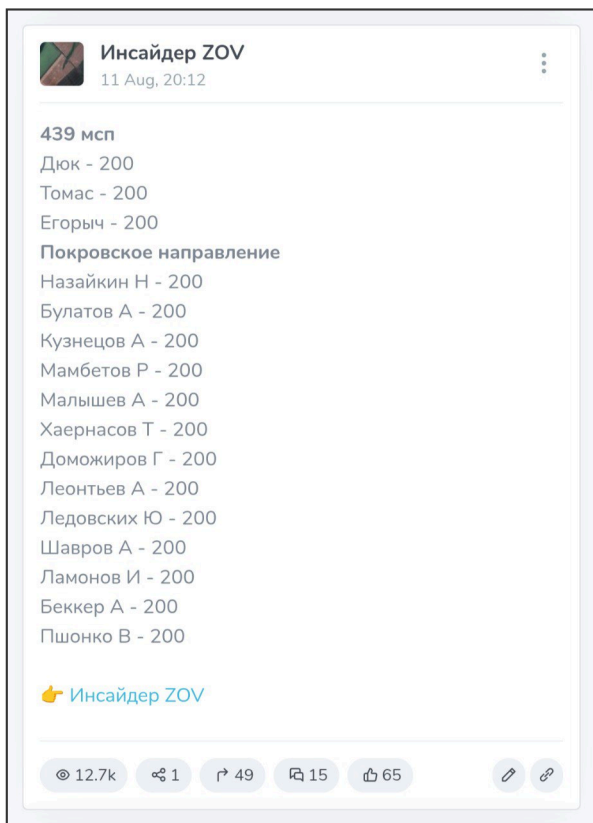 Инсайдер ZOV
11 Aug, 20:12
439 мсп
Дюк - 200
Томас - 200
Егорыч - 200
Покровское направление
Назайкин Н - 200
Булатов А - 200
Кузнецов А - 200
Мамбетов Р - 200
Малышев А - 200
Хаернасов Т - 200
Доможиров Г - 200
Леонтьев А - 200
Ледовских Ю - 200
Шавров А - 200
Ламонов И - 200
Беккер А - 200
Пшонко В - 200
👉 Инсайдер ZOV
12.7k 1 49 15 65